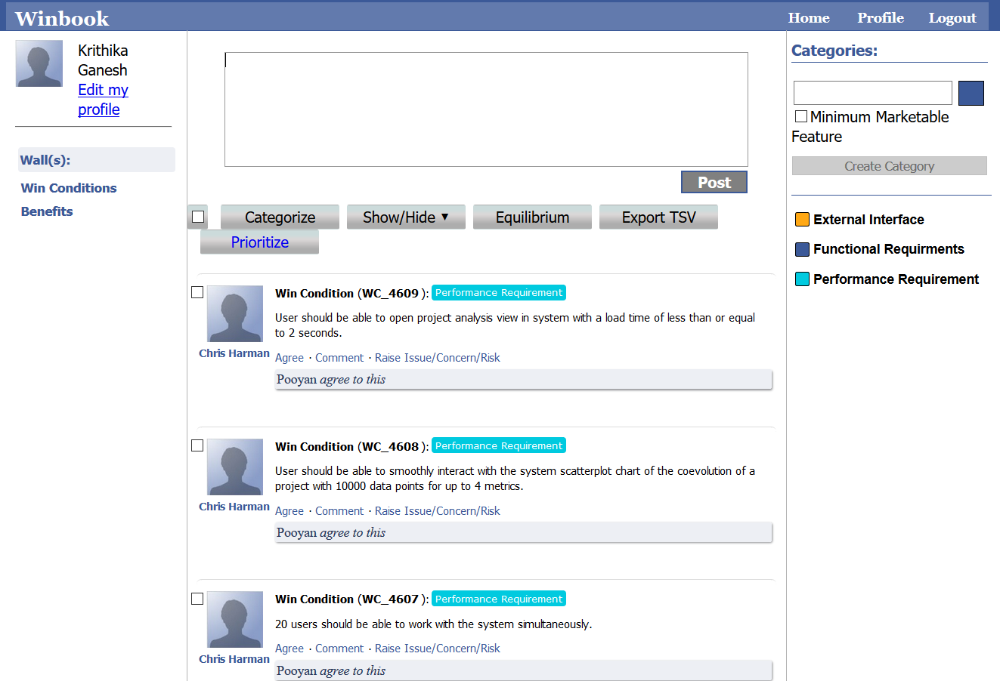 Winbook
Home Profile Logout
Krithika
Ganesh
Edit my
profile
Wall(s):
Win Conditions
Benefits
Post
Categorize Show/Hide ▼ Equilibrium Export TSV
Prioritize
Win Condition (WC_4609 ): Performance Requirement
User should be able to open project analysis view in system with a load time of less than or equal
to 2 seconds.
Chris Harman
Agree · Comment · Raise Issue/Concern/Risk
Pooyan agree to this
Win Condition (WC_4608 ): Performance Requirement
User should be able to smoothly interact with the system scatterplot chart of the coevolution of a
project with 10000 data points for up to 4 metrics.
Chris Harman
Agree · Comment · Raise Issue/Concern/Risk
Pooyan agree to this
Win Condition (WC_4607 ): Performance Requirement
20 users should be able to work with the system simultaneously.
Agree · Comment · Raise Issue/Concern/Risk
Chris Harman
Pooyan agree to this
Categories:
Minimum Marketable
Feature
Create Category
External Interface
Functional Requirments
Performance Requirement